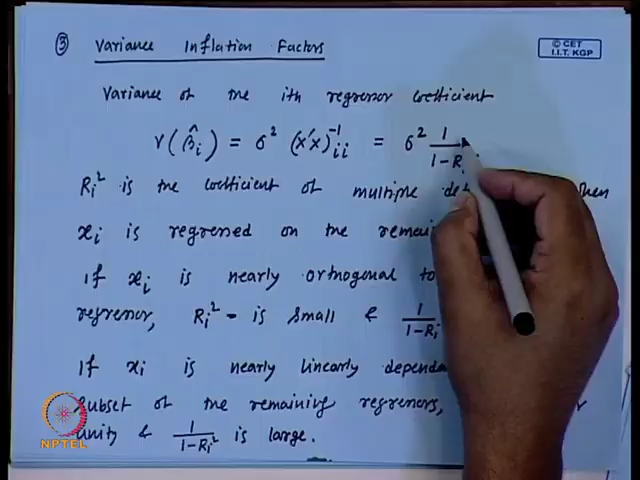 ③ Variance Inflation Factors
© CET
I.I.T. KGP
Variance of the ith regressor coefficient
V(β̂i) = σ² (X'X)⁻¹ii = σ² 1/(1-R
Ri² is the coefficient of multiple
xi is regressed on the
If xi is nearly orthogonal to
regressor, Ri² - is small & 1/(1-Ri
If xi is nearly linearly
subset of the remaining regressors,
unity & 1/(1-Ri²) is large.
NPTEL